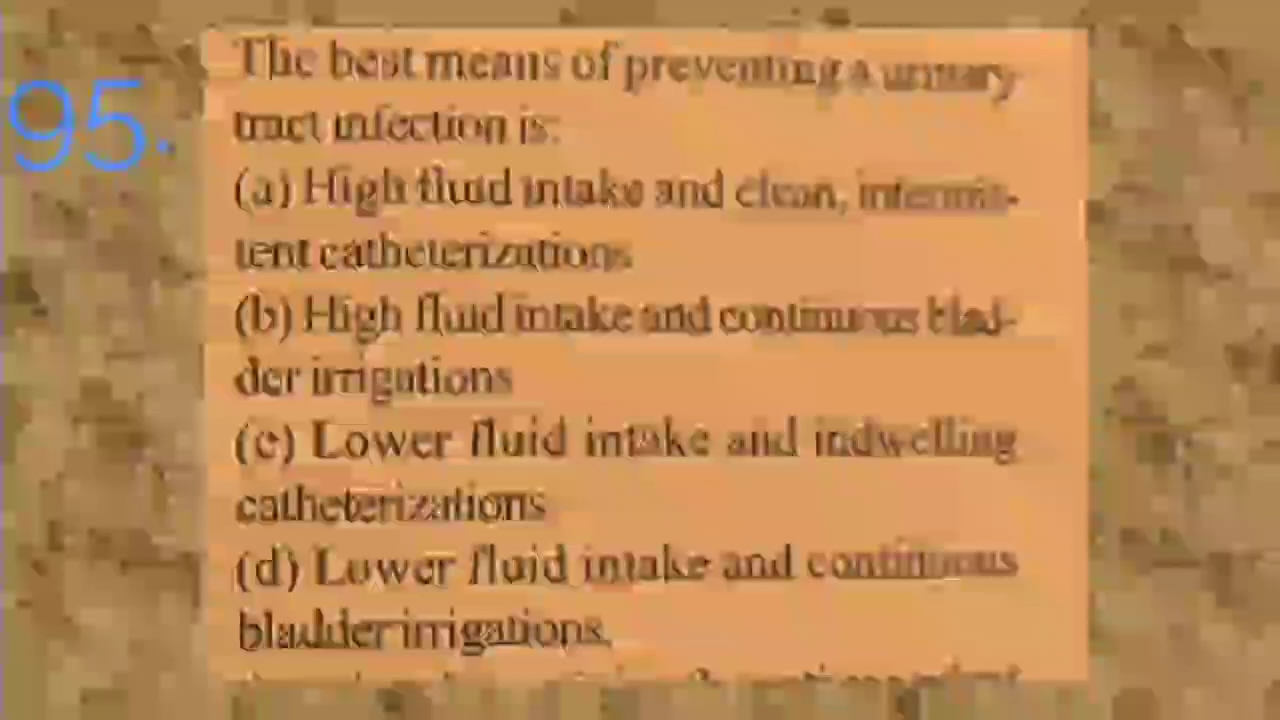 95.
The best means of preventing a urinary
tract infection is:
(a) High fluid intake and clean, intermit-
tent catheterizations
(b) High fluid intake and continuous blad-
der irrigations
(c) Lower fluid intake and indwelling
catheterizations
(d) Lower fluid intake and continuous
bladder irrigations.